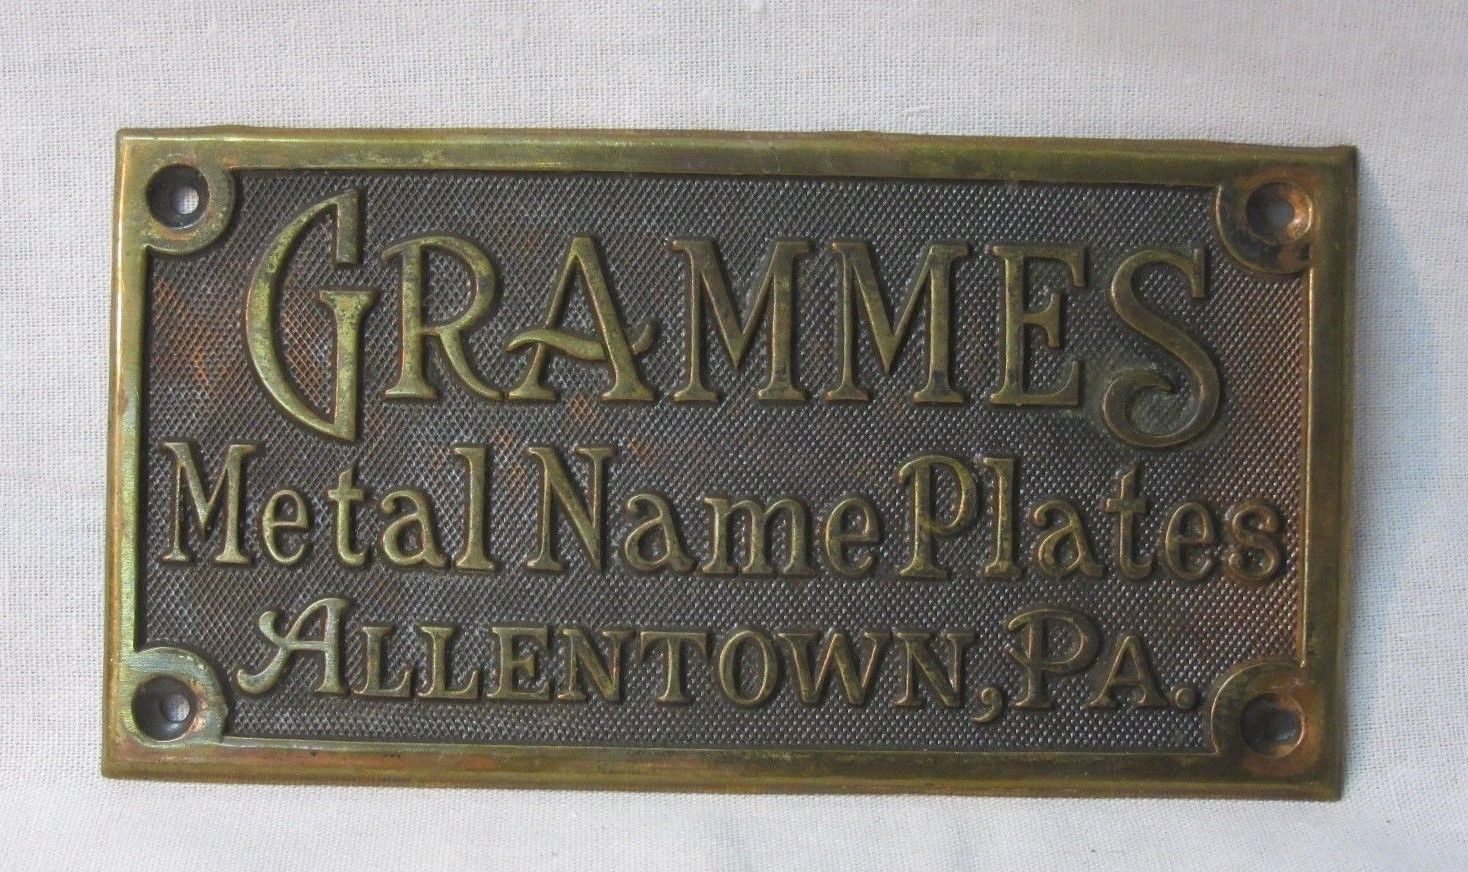 GRAMMES
Metal Name Plates
ALLENTOWN, PA.